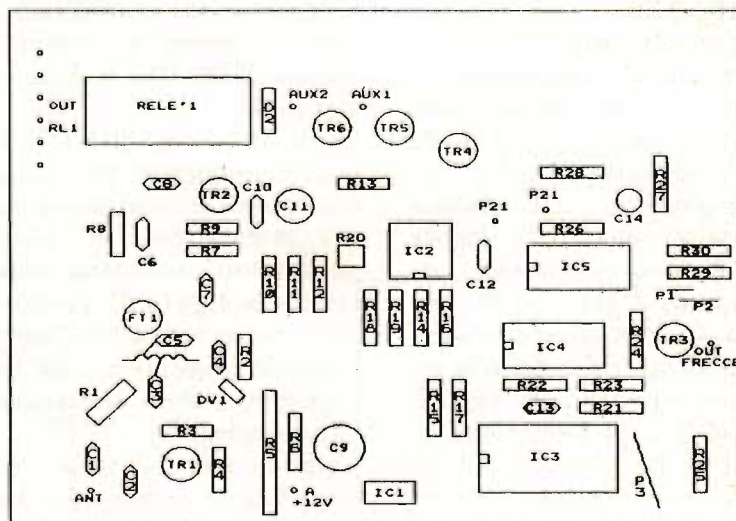 AUX2 AUX1
OUT RELE'1 D2
RL1 TR6 TR5
TR4
R28
C8 TR2 C10 C11 R13 R27
P21 P21 C14
R8 R9 R26
C6 R7 R20 IC2 IC5 R30
R29
C7 R10 R11 R12 C12
P1 P2
FT1 R18 R19 R14 R16
C5 IC4 R24 TR3 OUT
FRECCE
C4 R2
R1 C3 DV1 R22 R23
R15 R17 C13 R21
R3
C1 TR1 R4 R5 R6 C9 IC3 R25
C2 P3
ANT A IC1
+12V